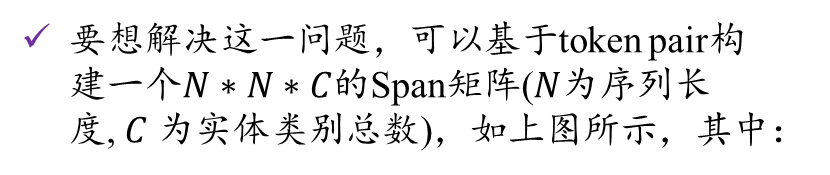 ✓ 要想解决这一问题，可以基于token pair构
建一个N ∗ N ∗ C的Span矩阵(N为序列长
度, C 为实体类别总数)，如上图所示，其中：